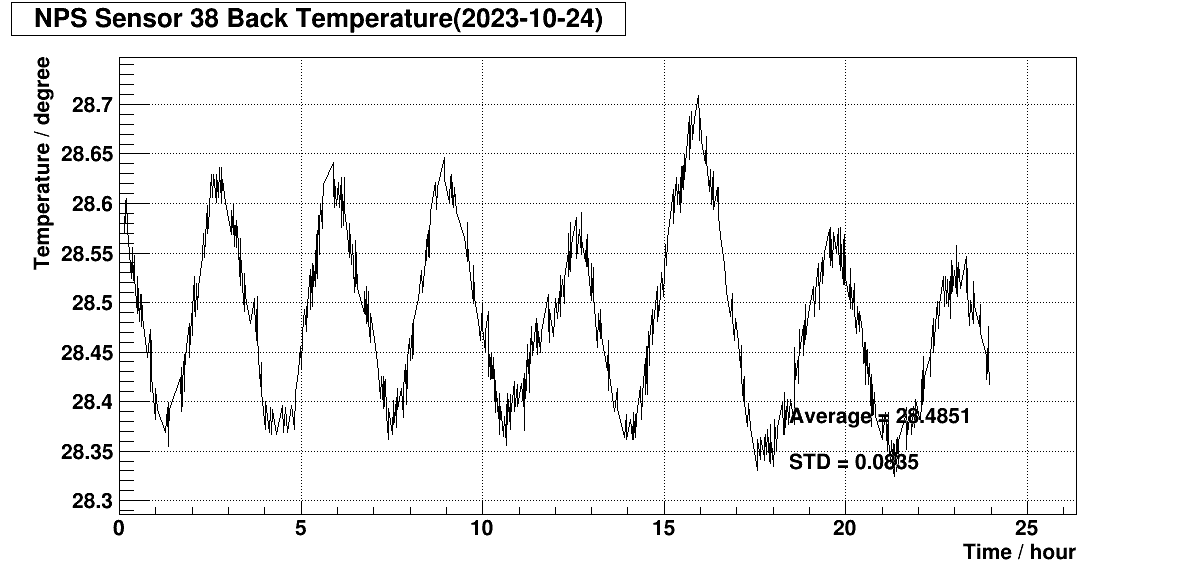 NPS Sensor 38 Back Temperature(2023-10-24)
Temperature / degree
28.7
28.65
28.6
28.55
28.5
28.45
28.4
28.35
28.3
Average = 28.4851
STD = 0.0835
0 5 10 15 20 25
Time / hour